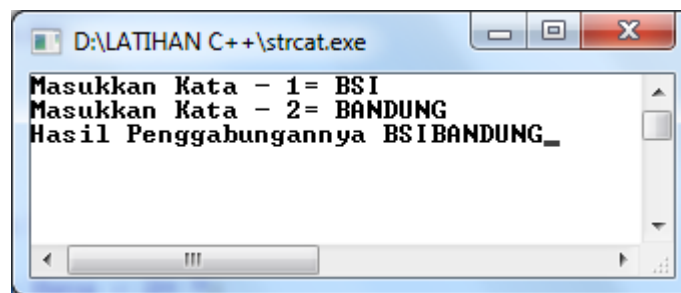 D:\LATIHAN C++\strcat.exe
Masukkan Kata - 1= BSI
Masukkan Kata - 2= BANDUNG
Hasil Penggabungannya BSIBANDUNG_